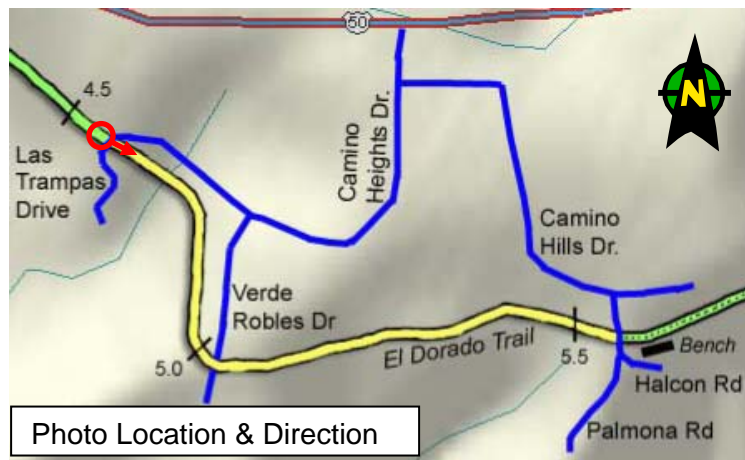 50
N
4.5
Las
Trampas
Drive
Camino
Heights Dr.
Camino
Hills Dr.
Verde
Robles Dr
5.0
El Dorado Trail
5.5
Bench
Halcon Rd
Palmona Rd
Photo Location & Direction